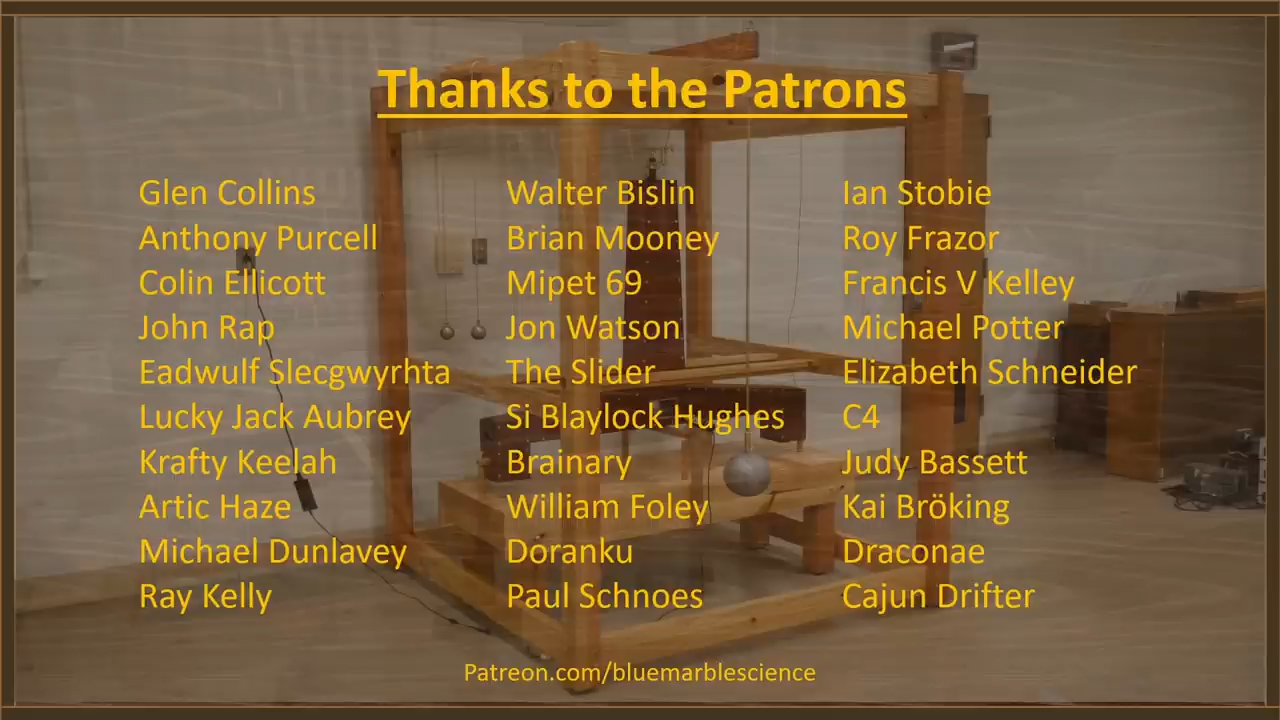 Thanks to the Patrons
Glen Collins
Anthony Purcell
Colin Ellicott
John Rap
Eadwulf Slecgwyrhta
Lucky Jack Aubrey
Krafty Keelah
Artic Haze
Michael Dunlavey
Ray Kelly
Walter Bislin
Brian Mooney
Mipet 69
Jon Watson
The Slider
Si Blaylock Hughes
Brainary
William Foley
Doranku
Paul Schnoes
Ian Stobie
Roy Frazor
Francis V Kelley
Michael Potter
Elizabeth Schneider
C4
Judy Bassett
Kai Bröking
Draconae
Cajun Drifter
Patreon.com/bluemarblescience